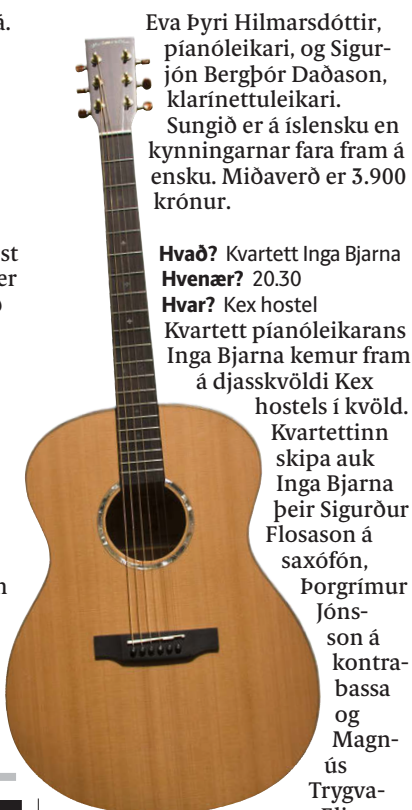 á.
st
er
Eva Þyri Hilmarsdóttir,
píanóleikari, og Sigur-
jón Bergþór Daðason,
klarínettuleikari.
Sungið er á íslensku en
kynningarnar fara fram á
ensku. Miðaverð er 3.900
krónur.
Hvað? Kvartett Inga Bjarna
Hvenær? 20.30
Hvar? Kex hostel
Kvartett píanóleikarans
Inga Bjarna kemur fram
á djasskvöldi Kex
hostels í kvöld.
Kvartettinn
skipa auk
Inga Bjarna
þeir Sigurður
Flosason á
saxófón,
Þorgrímur
Jóns-
son á
kontra-
bassa
og
Magn-
ús
Trygva-